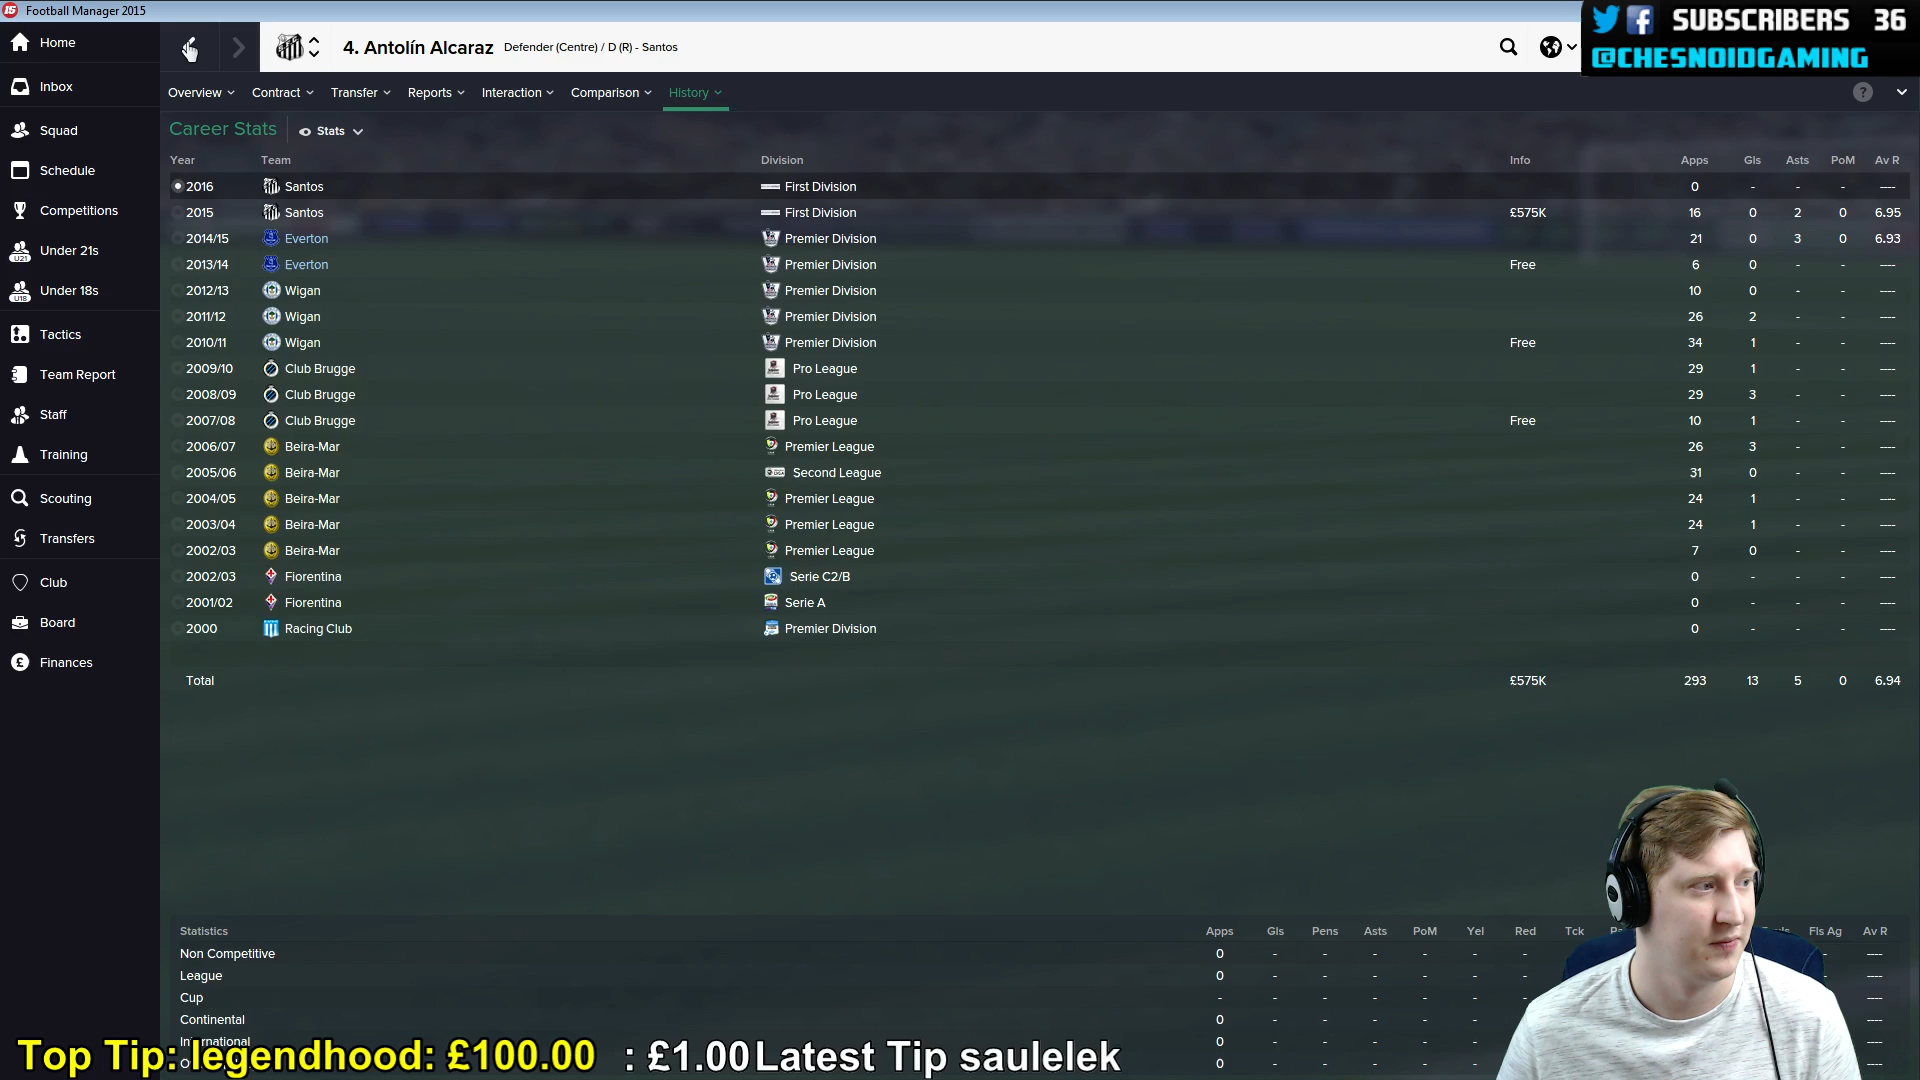 Football Manager 2015
SUBSCRIBERS 36
@CHESNOIDGAMING
4. Antolín Alcaraz Defender (Centre) / D (R) - Santos
Home
Inbox
Squad
Schedule
Competitions
Under 21s
Under 18s
Tactics
Team Report
Staff
Training
Scouting
Transfers
Club
Board
Finances
Overview Contract Transfer Reports Interaction Comparison History
Career Stats Stats
Year Team Division Info Apps Gls Asts PoM Av R
2016 Santos First Division 0 - - - ----
2015 Santos First Division £575K 16 0 2 0 6.95
2014/15 Everton Premier Division 21 0 3 0 6.93
2013/14 Everton Premier Division Free 6 0 - - ----
2012/13 Wigan Premier Division 10 0 - - ----
2011/12 Wigan Premier Division 26 2 - - ----
2010/11 Wigan Premier Division Free 34 1 - - ----
2009/10 Club Brugge Pro League 29 1 - - ----
2008/09 Club Brugge Pro League 29 3 - - ----
2007/08 Club Brugge Pro League Free 10 1 - - ----
2006/07 Beira-Mar Premier League 26 3 - - ----
2005/06 Beira-Mar Second League 31 0 - - ----
2004/05 Beira-Mar Premier League 24 1 - - ----
2003/04 Beira-Mar Premier League 24 1 - - ----
2002/03 Beira-Mar Premier League 7 0 - - ----
2002/03 Fiorentina Serie C2/B 0 - - - ----
2001/02 Fiorentina Serie A 0 - - - ----
2000 Racing Club Premier Division 0 - - - ----
Total £575K 293 13 5 0 6.94
Statistics Apps Gls Pens Asts PoM Yel Red Tck Fls Ag Av R
Non Competitive 0 - - - - - - ----
League 0 - - - - - - ----
Cup - - - - - - - ----
Continental 0 - - - - - - ----
International 0 - - - - - - ----
0 - - - - - - ----
Top Tip: legendhood: £100.00 : £1.00 Latest Tip saulelek